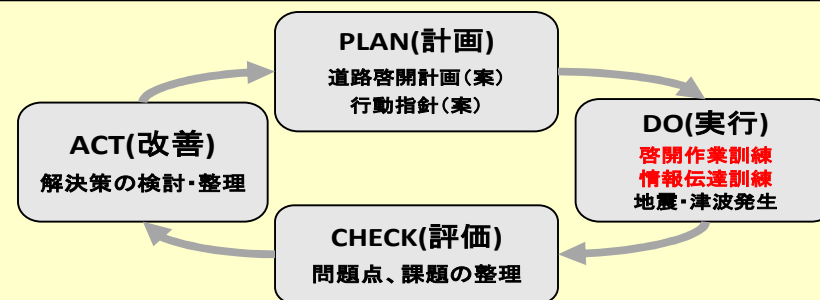 PLAN(計画)
道路啓開計画(案)
行動指針(案)
DO(実行)
啓開作業訓練
情報伝達訓練
地震・津波発生
ACT(改善)
解決策の検討・整理
CHECK(評価)
問題点、課題の整理